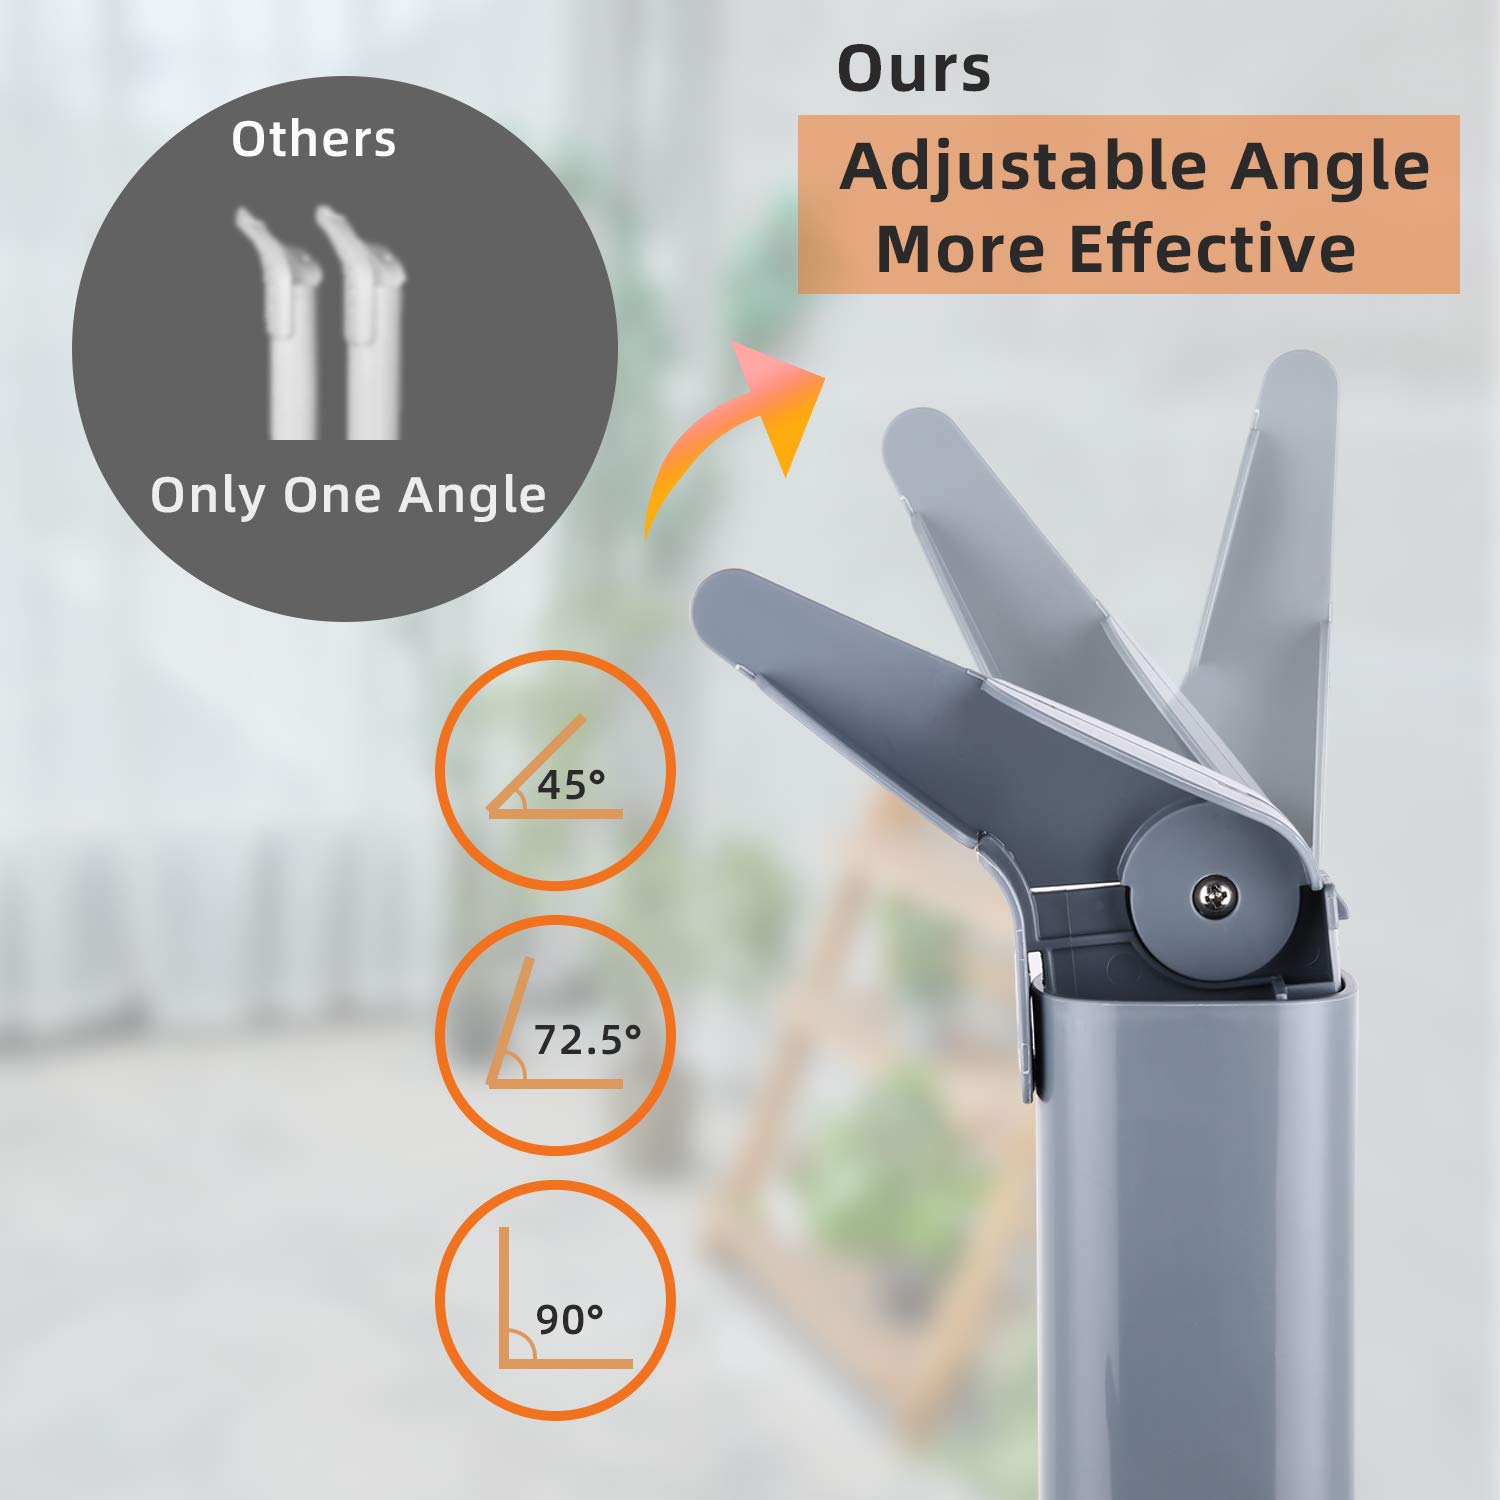 Others
Only One Angle
Ours
Adjustable Angle
More Effective
45°
72.5°
90°